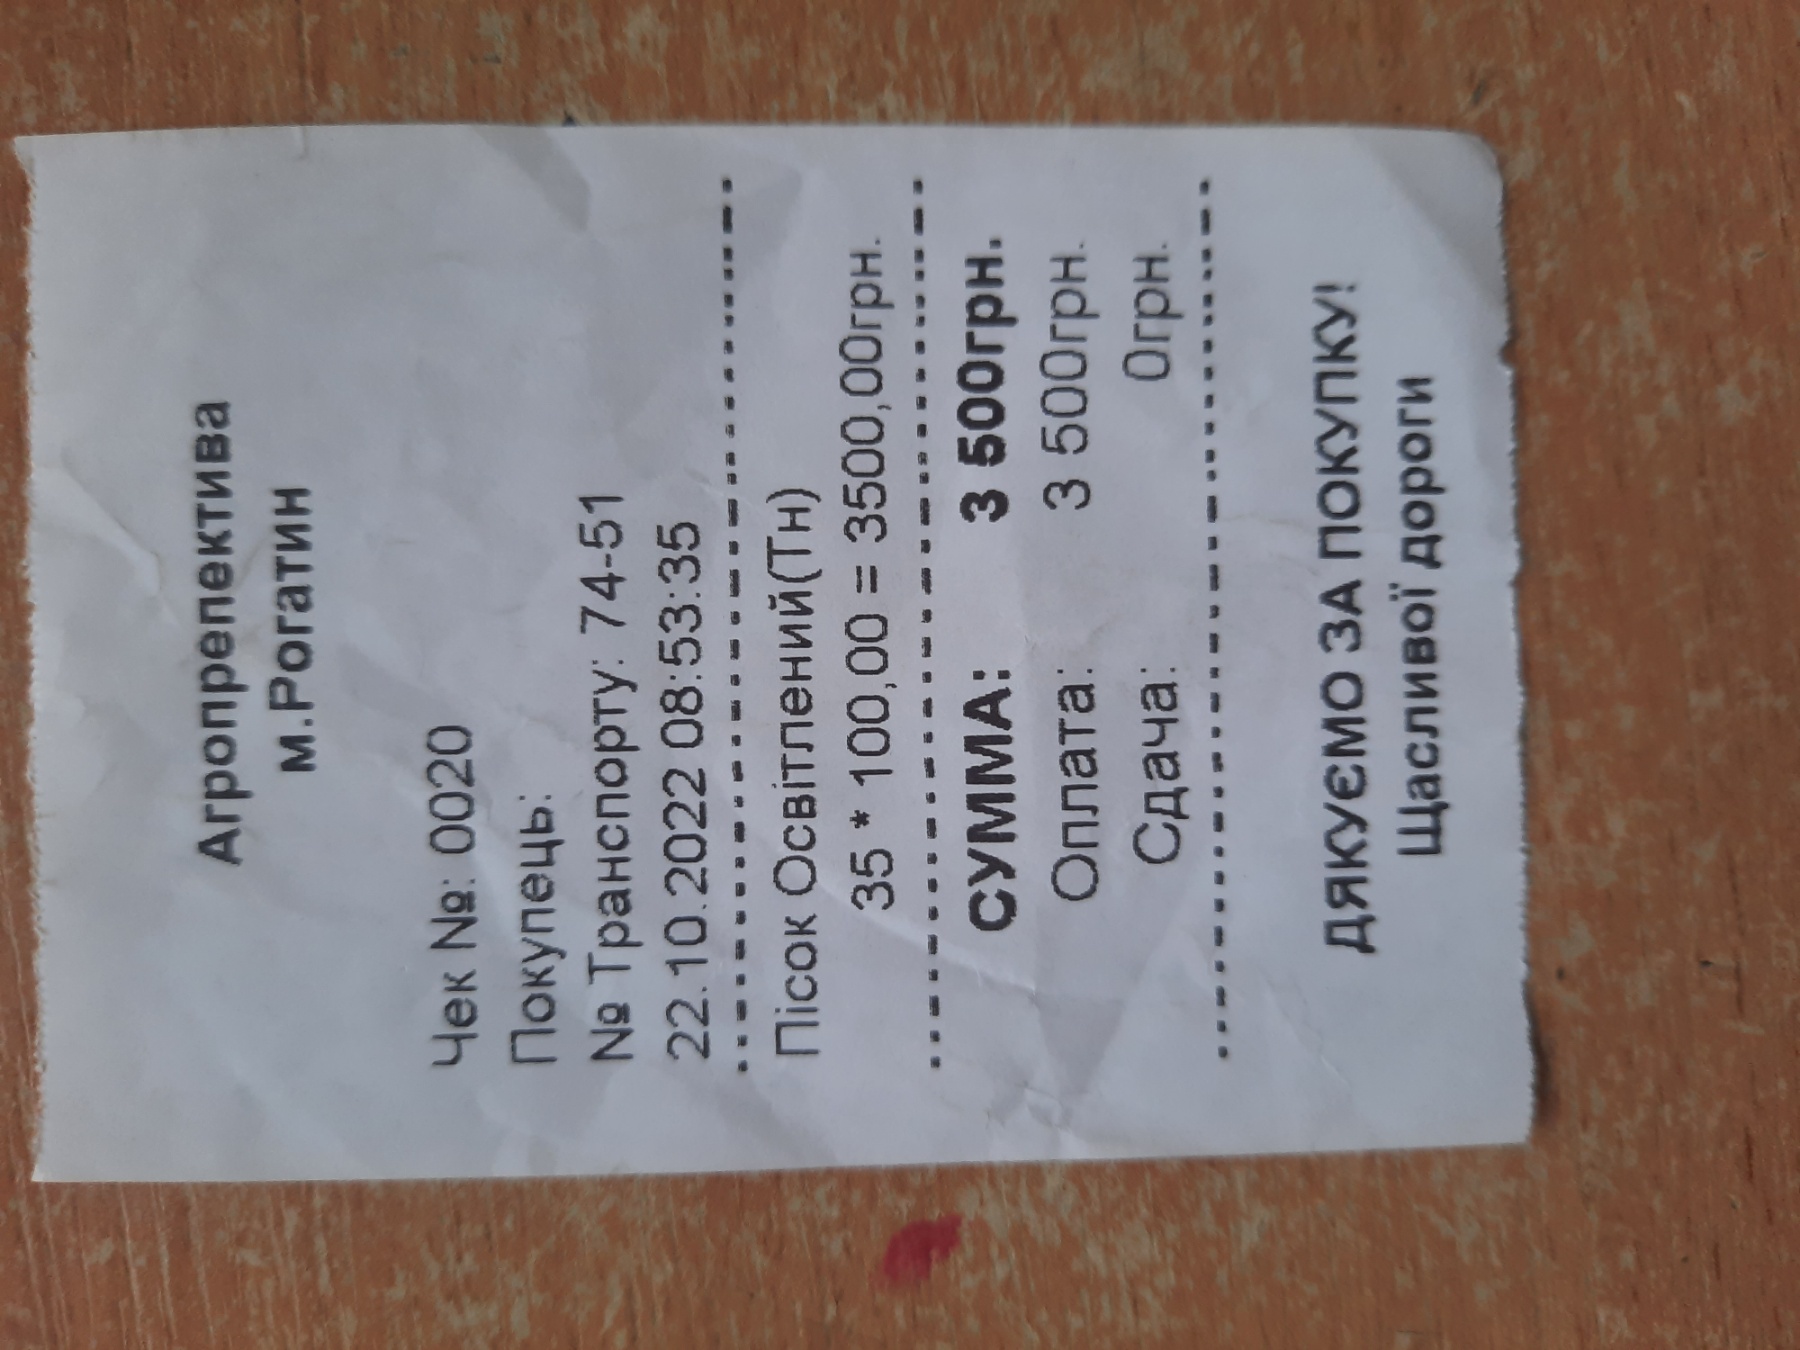 Агропрепектива
м.Рогатин
Чек №: 0020
Покупець:
№ Транспорту: 74-51
22.10.2022 08:53:35
Пісок Освітлений(Тн)
35 * 100,00 = 3500,00грн.
СУММА: 3 500грн.
Оплата: 3 500грн.
Сдача: 0грн.
ДЯКУЄМО ЗА ПОКУПКУ!
Щасливої дороги